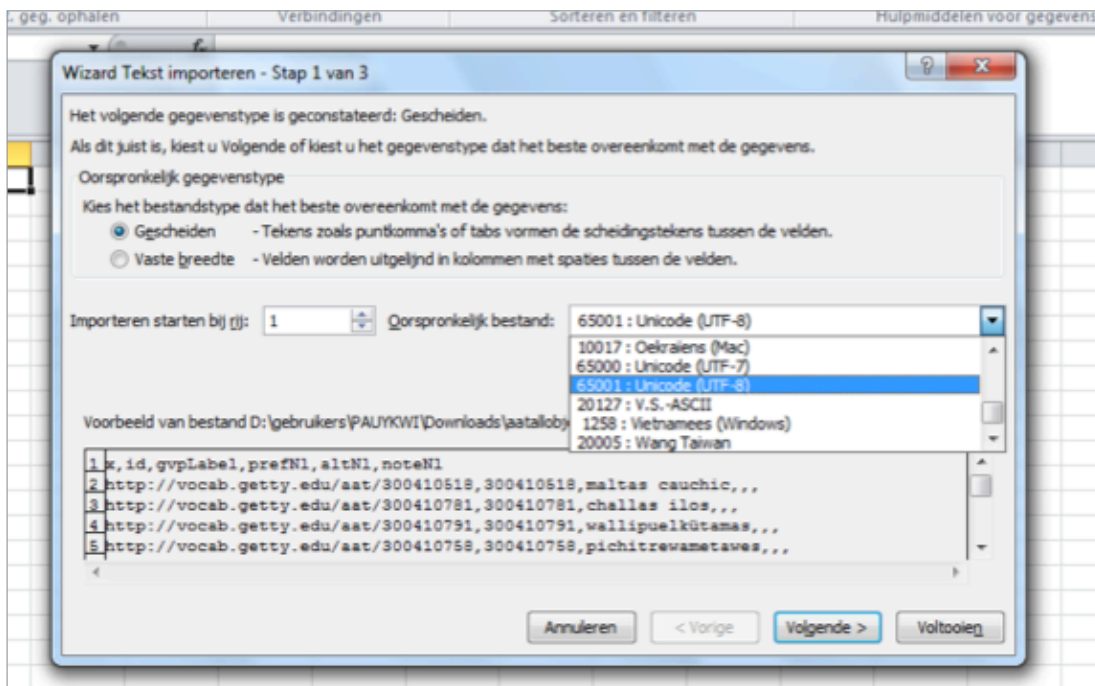 . geg. ophalen Verbindingen Sorteren en filteren Hulpmiddelen voor gegevens
Wizard Tekst importeren - Stap 1 van 3
Het volgende gegevenstype is geconstateerd: Gescheiden.
Als dit juist is, kiest u Volgende of kiest u het gegevenstype dat het beste overeenkomt met de gegevens.
Oorspronkelijk gegevenstype
Kies het bestandstype dat het beste overeenkomt met de gegevens:
Gescheiden - Tekens zoals puntkomma's of tabs vormen de scheidingstekens tussen de velden.
Vaste breedte - Velden worden uitgelijnd in kolommen met spaties tussen de velden.
Importeren starten bij rij: 1 Oorspronkelijk bestand: 65001 : Unicode (UTF-8)
10017 : Oekraïens (Mac)
65000 : Unicode (UTF-7)
65001 : Unicode (UTF-8)
20127 : V.S.-ASCII
1258 : Vietnamees (Windows)
20005 : Wang Taiwan
Voorbeeld van bestand D:\gebruikers\PAUYKWI\Downloads\aatallobj
1 x,id,gvpLabel,prefNl,altNl,noteNl
2 http://vocab.getty.edu/aat/300410518,300410518,maltas cauchic,,,
3 http://vocab.getty.edu/aat/300410781,300410781,challas ilos,,,
4 http://vocab.getty.edu/aat/300410791,300410791,wallipuelkütamas,,,
5 http://vocab.getty.edu/aat/300410758,300410758,pichitrewametawes,,,
Annuleren < Vorige Volgende > Voltooien